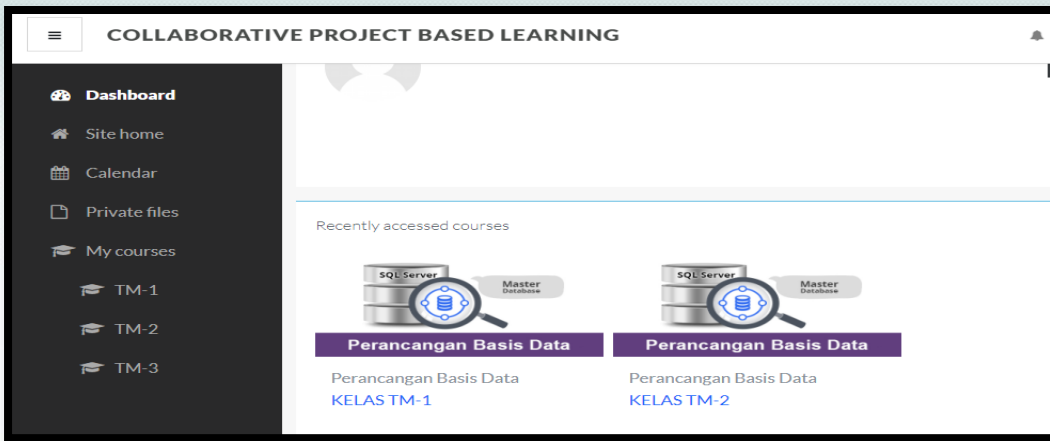 COLLABORATIVE PROJECT BASED LEARNING
Dashboard
Site home
Calendar
Private files
My courses
TM-1
TM-2
TM-3
Recently accessed courses
SQL Server
Master
Database
Perancangan Basis Data
Perancangan Basis Data
KELAS TM-1
SQL Server
Master
Database
Perancangan Basis Data
Perancangan Basis Data
KELAS TM-2